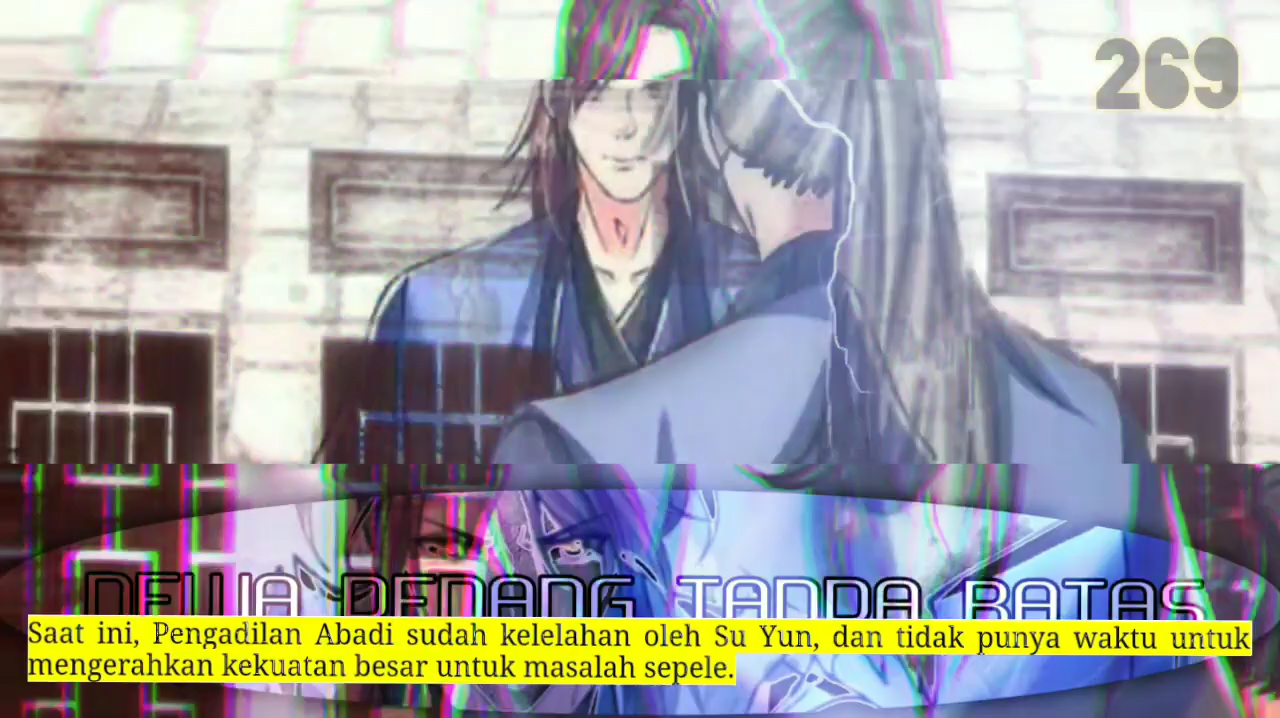 269
DEWA PEDANG TANPA BATAS
Saat ini, Pengadilan Abadi sudah kelelahan oleh Su Yun, dan tidak punya waktu untuk
mengerahkan kekuatan besar untuk masalah sepele.